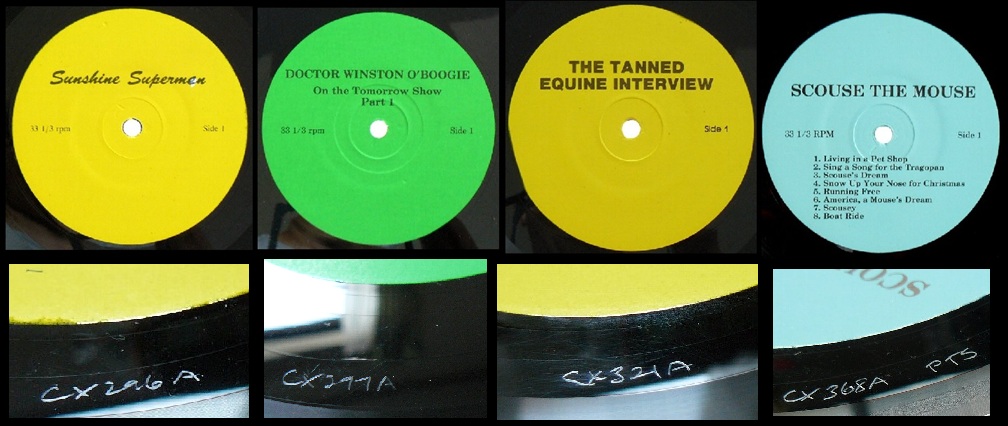 Sunshine Superman
33 1/3 rpm
Side 1
DOCTOR WINSTON O'BOOGIE
On the Tomorrow Show
Part 1
33 1/3 rpm
Side 1
THE TANNED
EQUINE INTERVIEW
Side 1
SCOUSE THE MOUSE
33 1/3 RPM
Side 1
1. Living in a Pet Shop
2. Sing a Song for the Tragopan
3. Scouse's Dream
4. Snow Up Your Nose for Christmas
5. Running Free
6. America, a Mouse's Dream
7. Scousey
8. Boat Ride
CX296A
CX297A
CX321A
SCOU
CX368A PTS